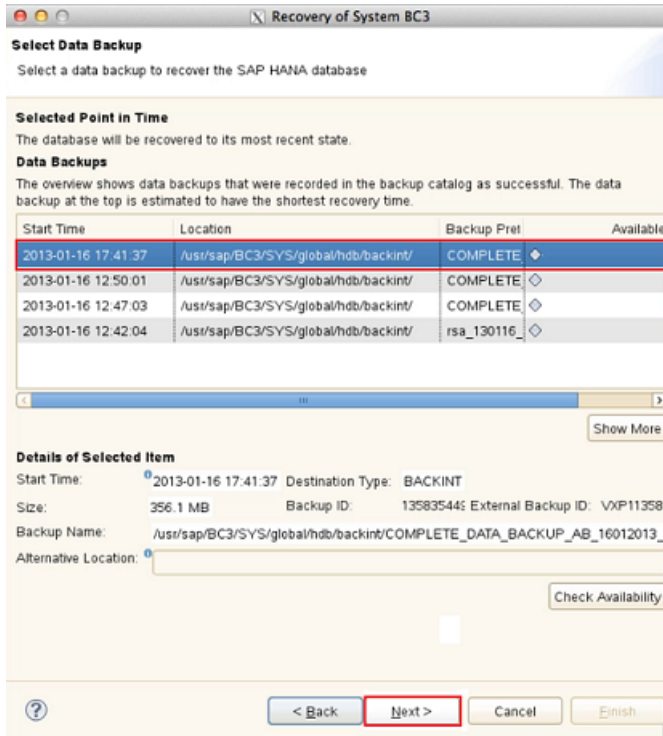 Recovery of System BC3
Select Data Backup
Select a data backup to recover the SAP HANA database
Selected Point in Time
The database will be recovered to its most recent state.
Data Backups
The overview shows data backups that were recorded in the backup catalog as successful. The data
backup at the top is estimated to have the shortest recovery time.
Start Time Location Backup Pref Available
2013-01-16 17:41:37 /usr/sap/BC3/SYS/global/hdb/backint/ COMPLETE_
2013-01-16 12:50:01 /usr/sap/BC3/SYS/global/hdb/backint/ COMPLETE_
2013-01-16 12:47:03 /usr/sap/BC3/SYS/global/hdb/backint/ COMPLETE_
2013-01-16 12:42:04 /usr/sap/BC3/SYS/global/hdb/backint/ rsa_130116_
Show More
Details of Selected Item
Start Time: 2013-01-16 17:41:37 Destination Type: BACKINT
Size: 356.1 MB Backup ID: 135835449 External Backup ID: VXP11358
Backup Name: /usr/sap/BC3/SYS/global/hdb/backint/COMPLETE_DATA_BACKUP_AB_16012013_
Alternative Location:
Check Availability
? < Back Next > Cancel Finish